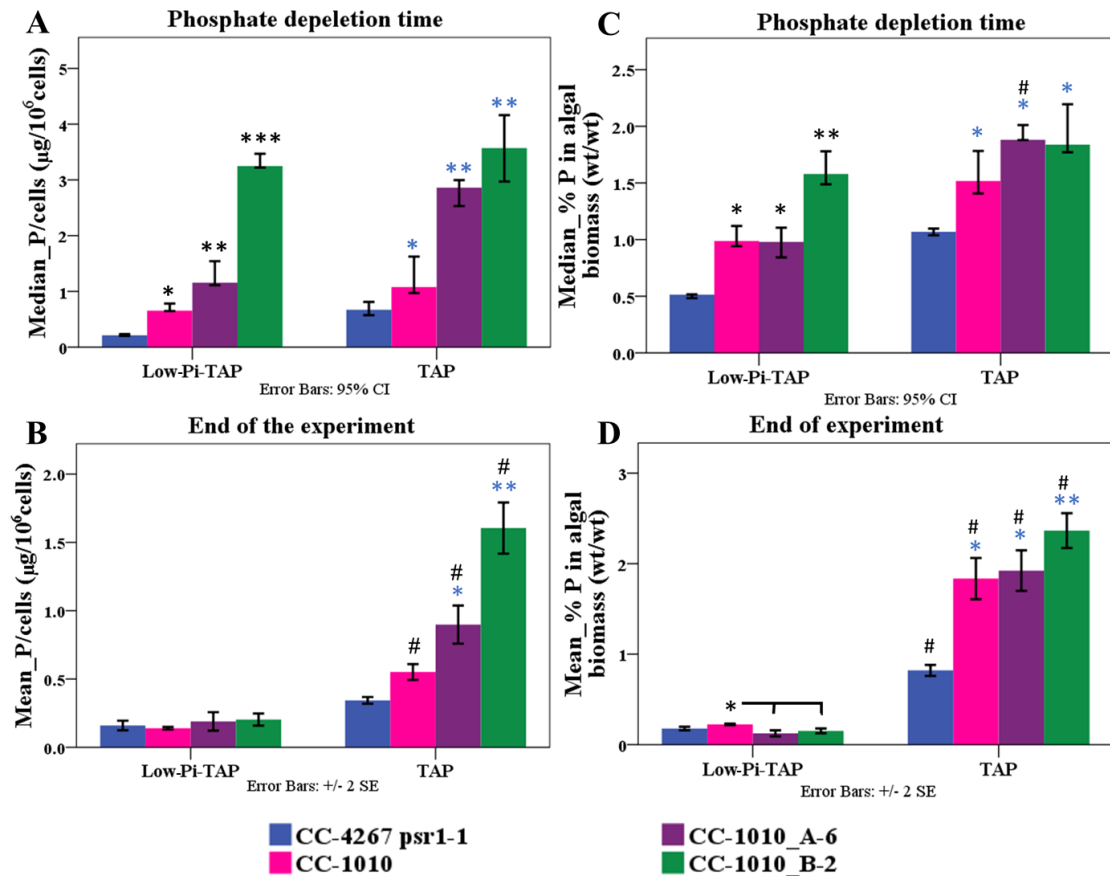 A
Phosphate depeletion time
Median_P/cells (µg/10⁶cells)
5
4
3
2
1
0
*
**
***
*
**
**
Low-Pi-TAP
TAP
Error Bars: 95% CI
C
Phosphate depletion time
Median_% P in algal
biomass (wt/wt)
2.5
2.0
1.5
1.0
0.5
0.0
*
*
**
*
#
*
*
Low-Pi-TAP
TAP
Error Bars: 95% CI
B
End of the experiment
Mean_P/cells (µg/10⁶cells)
2.0
1.5
1.0
0.5
0.0
#
#
*
#
**
Low-Pi-TAP
TAP
Error Bars: +/- 2 SE
D
End of experiment
Mean_% P in algal
biomass (wt/wt)
3
2
1
0
*
#
#
*
#
*
#
**
Low-Pi-TAP
TAP
Error Bars: +/- 2 SE
CC-4267 psr1-1
CC-1010
CC-1010_A-6
CC-1010_B-2